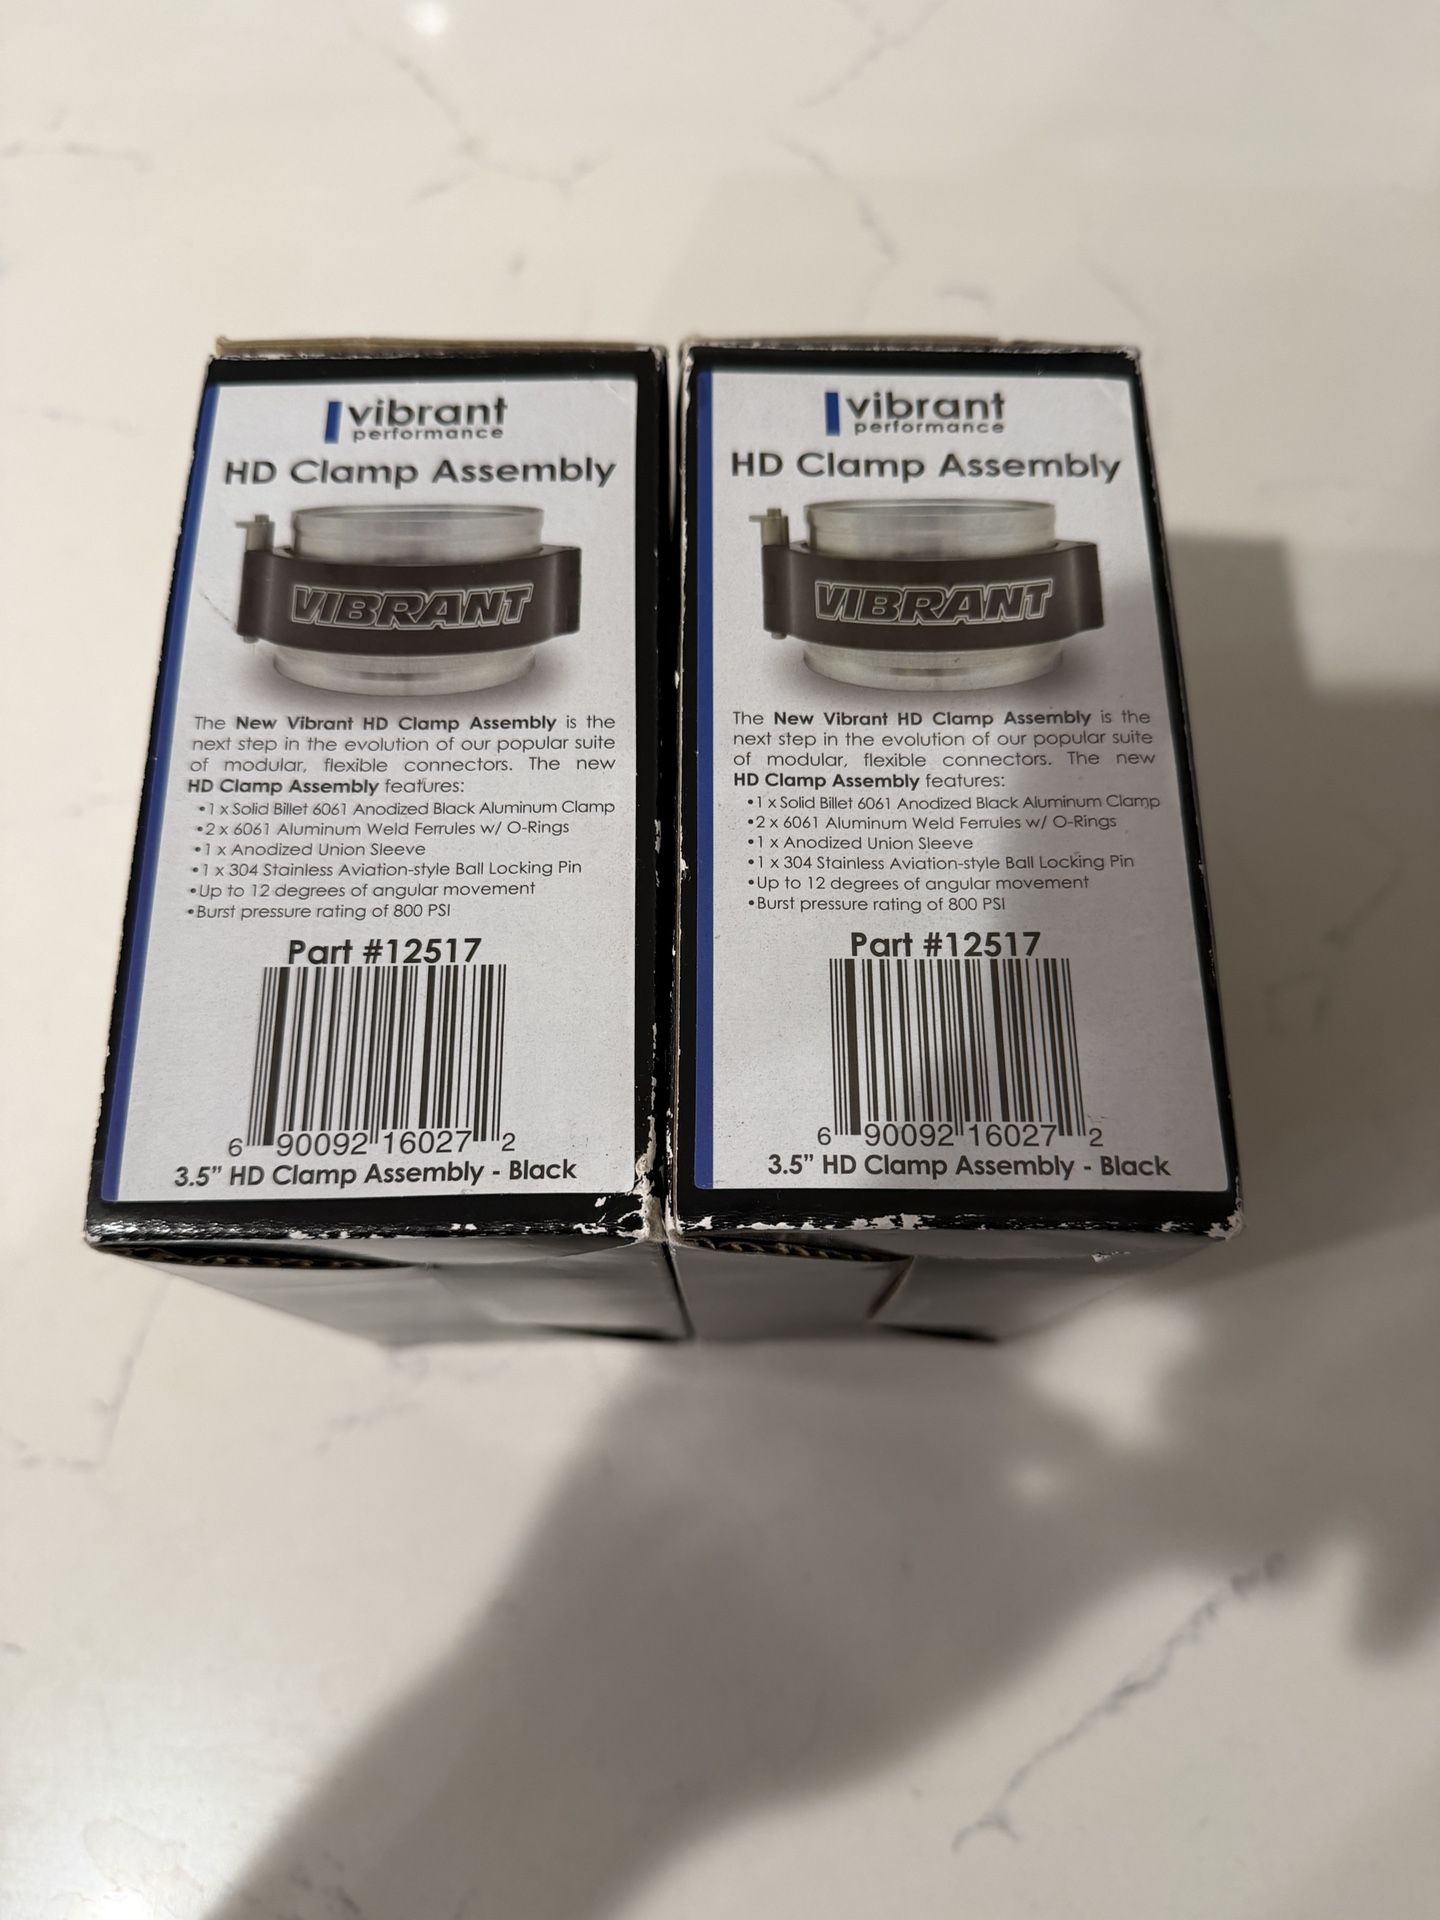 vibrant
performance
HD Clamp Assembly
VIBRANT
The New Vibrant HD Clamp Assembly is the
next step in the evolution of our popular suite
of modular, flexible connectors. The new
HD Clamp Assembly features:
•1 x Solid Billet 6061 Anodized Black Aluminum Clamp
•2 x 6061 Aluminum Weld Ferrules w/ O-Rings
•1 x Anodized Union Sleeve
•1 x 304 Stainless Aviation-style Ball Locking Pin
•Up to 12 degrees of angular movement
•Burst pressure rating of 800 PSI
Part #12517
6 90092 16027 2
3.5” HD Clamp Assembly - Black
vibrant
performance
HD Clamp Assembly
VIBRANT
The New Vibrant HD Clamp Assembly is the
next step in the evolution of our popular suite
of modular, flexible connectors. The new
HD Clamp Assembly features:
•1 x Solid Billet 6061 Anodized Black Aluminum Clamp
•2 x 6061 Aluminum Weld Ferrules w/ O-Rings
•1 x Anodized Union Sleeve
•1 x 304 Stainless Aviation-style Ball Locking Pin
•Up to 12 degrees of angular movement
•Burst pressure rating of 800 PSI
Part #12517
6 90092 16027 2
3.5” HD Clamp Assembly - Black